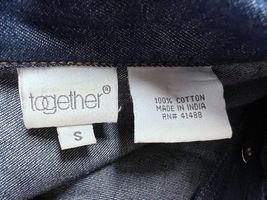 together®
S
100% COTTON
MADE IN INDIA
RN# 41488